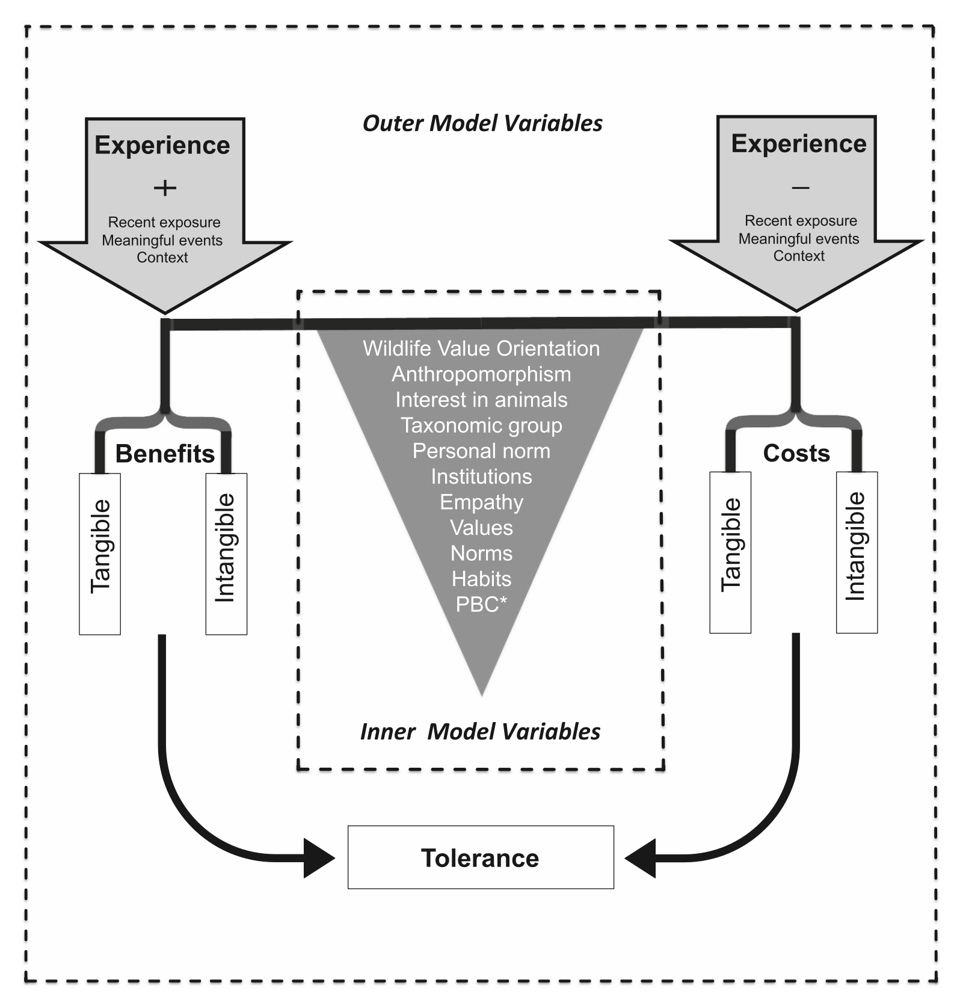 Outer Model Variables
Experience
+
Recent exposure
Meaningful events
Context
Experience
–
Recent exposure
Meaningful events
Context
Wildlife Value Orientation
Anthropomorphism
Interest in animals
Taxonomic group
Personal norm
Institutions
Empathy
Values
Norms
Habits
PBC*
Benefits
Tangible
Intangible
Costs
Tangible
Intangible
Inner Model Variables
Tolerance